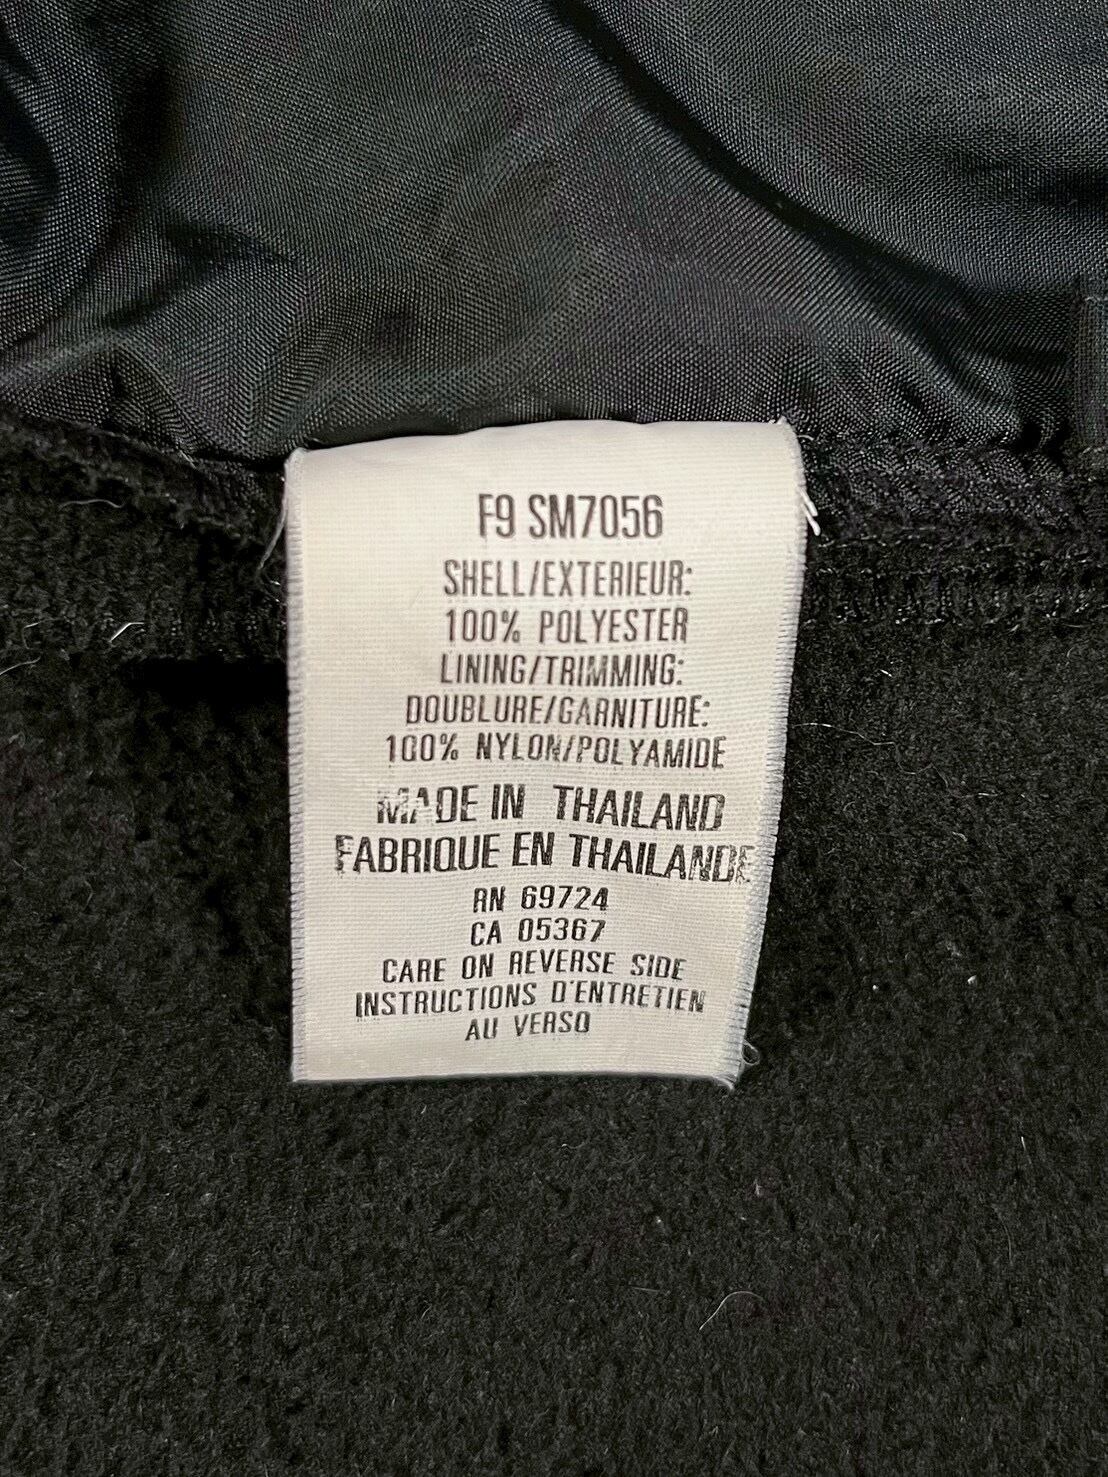 F9 SM7056
SHELL/EXTERIEUR:
100% POLYESTER
LINING/TRIMMING:
DOUBLURE/GARNITURE:
100% NYLON/POLYAMIDE
MADE IN THAILAND
FABRIQUE EN THAILANDE
RN 69724
CA 05367
CARE ON REVERSE SIDE
INSTRUCTIONS D'ENTRETIEN
AU VERSO